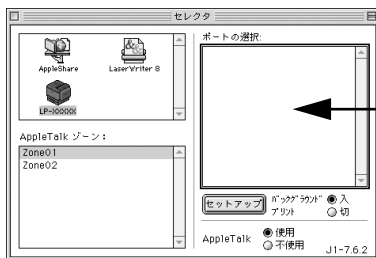 セレクタ
AppleShare
LaserWriter 8
LP-XXXXX
ポートの選択:
AppleTalk ゾーン：
Zone01
Zone02
セットアップ
バックグラウンド
プリント
入
切
AppleTalk
使用
不使用
J1-7.6.2